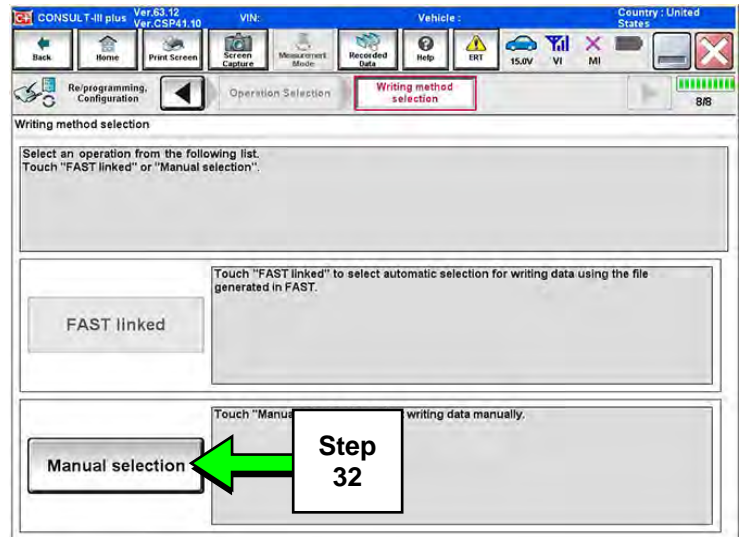 CONSULT-III plus Ver.63.12 VIN: Vehicle : Country : United
Ver.CSP41.10 States
Back Home Print Screen Screen Capture Measurement Mode Recorded Data Help ERT 15.0V VI MI
Re/programming, Operation Selection Writing method
Configuration selection 8/8
Writing method selection
Select an operation from the following list.
Touch "FAST linked" or "Manual selection".
Touch "FAST linked" to select automatic selection for writing data using the file
generated in FAST.
FAST linked
Touch "Manua writing data manually.
Manual selection
Step
32